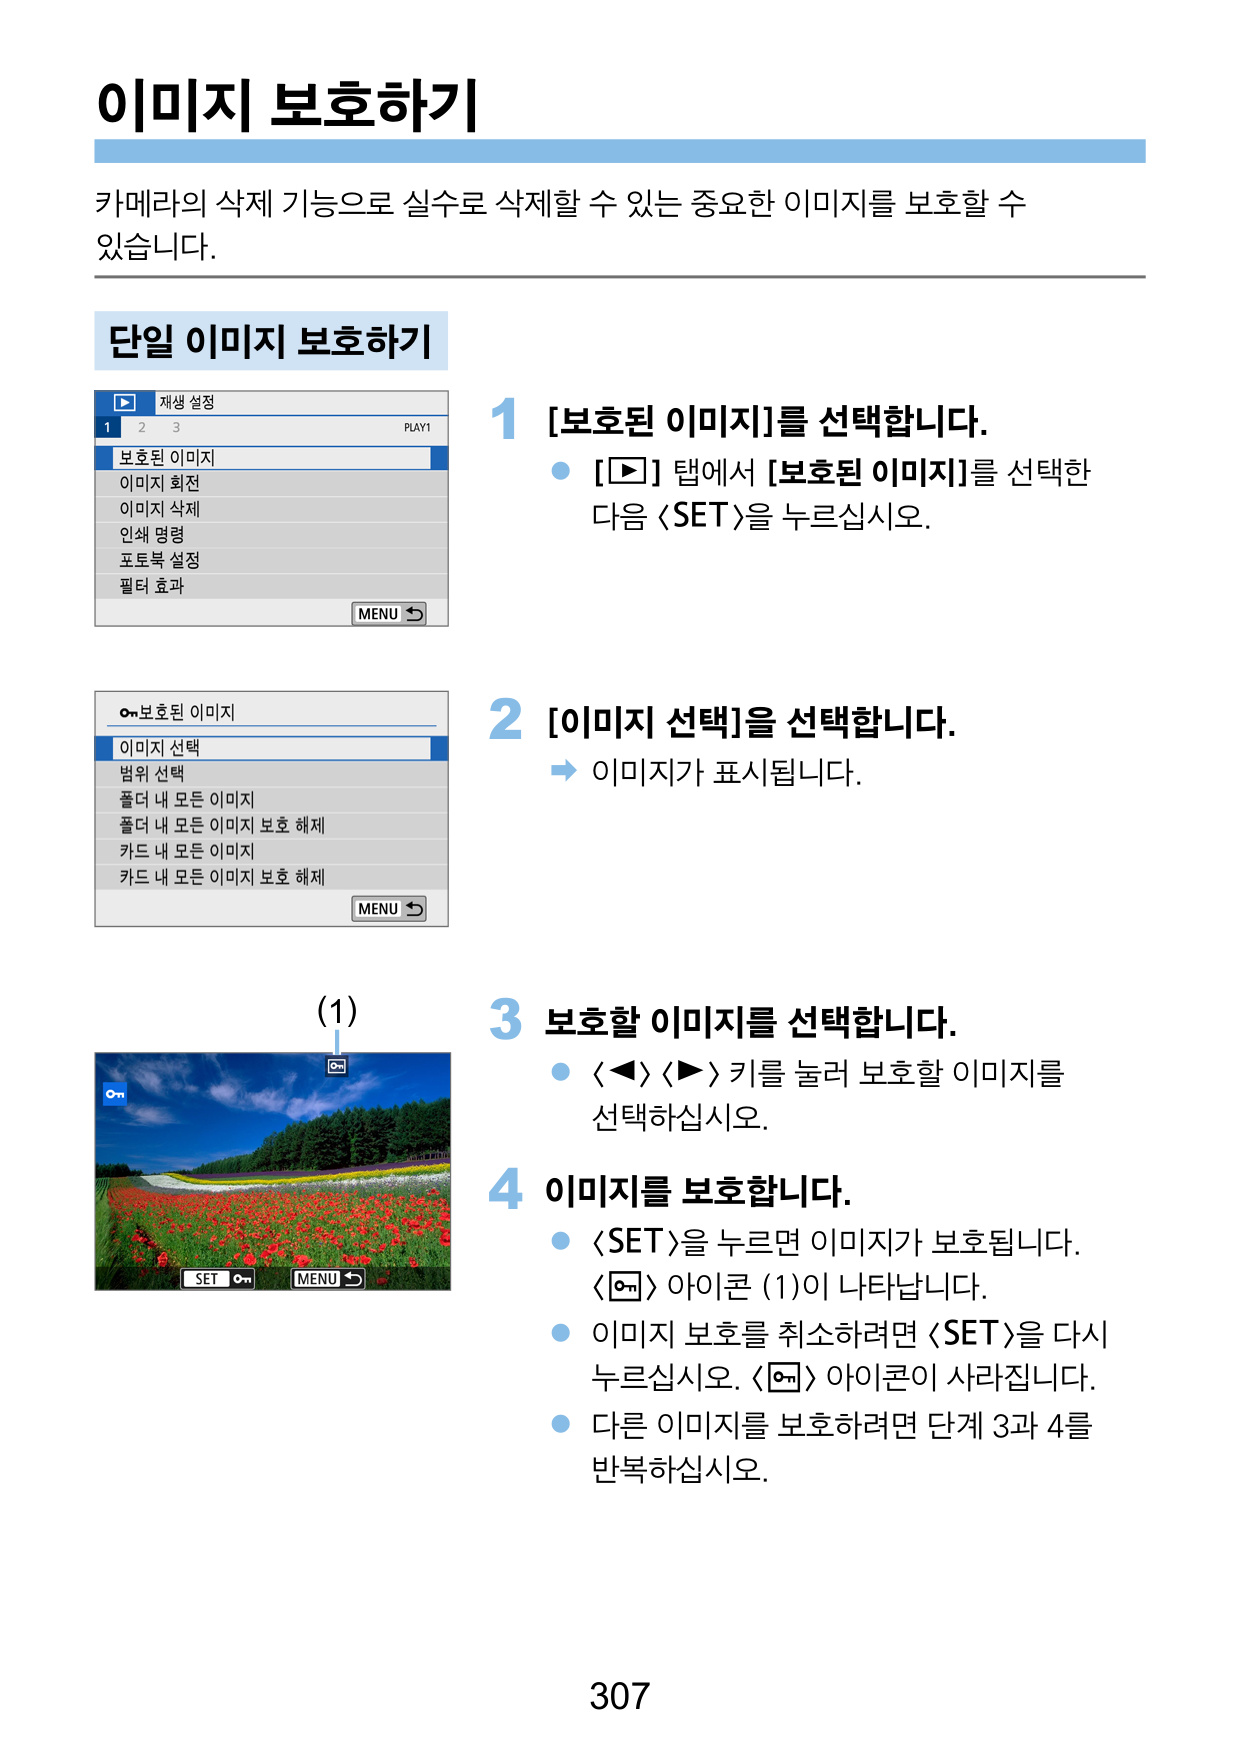 이미지 보호하기
카메라의 삭제 기능으로 실수로 삭제할 수 있는 중요한 이미지를 보호할 수
있습니다.
단일 이미지 보호하기
재생 설정
1 2 3 PLAY1
보호된 이미지
이미지 회전
이미지 삭제
인쇄 명령
포토북 설정
필터 효과
MENU
1 [보호된 이미지]를 선택합니다.
● [▶] 탭에서 [보호된 이미지]를 선택한
다음 <SET>을 누르십시오.
보호된 이미지
이미지 선택
범위 선택
폴더 내 모든 이미지
폴더 내 모든 이미지 보호 해제
카드 내 모든 이미지
카드 내 모든 이미지 보호 해제
MENU
2 [이미지 선택]을 선택합니다.
➡ 이미지가 표시됩니다.
(1)
SET MENU
3 보호할 이미지를 선택합니다.
● <◀> <▶> 키를 눌러 보호할 이미지를
선택하십시오.
4 이미지를 보호합니다.
● <SET>을 누르면 이미지가 보호됩니다.
< > 아이콘 (1)이 나타납니다.
● 이미지 보호를 취소하려면 <SET>을 다시
누르십시오. < > 아이콘이 사라집니다.
● 다른 이미지를 보호하려면 단계 3과 4를
반복하십시오.
307